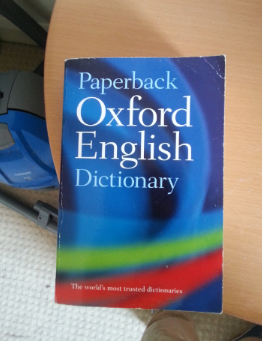 Paperback
Oxford
English
Dictionary
The world's most trusted dictionaries